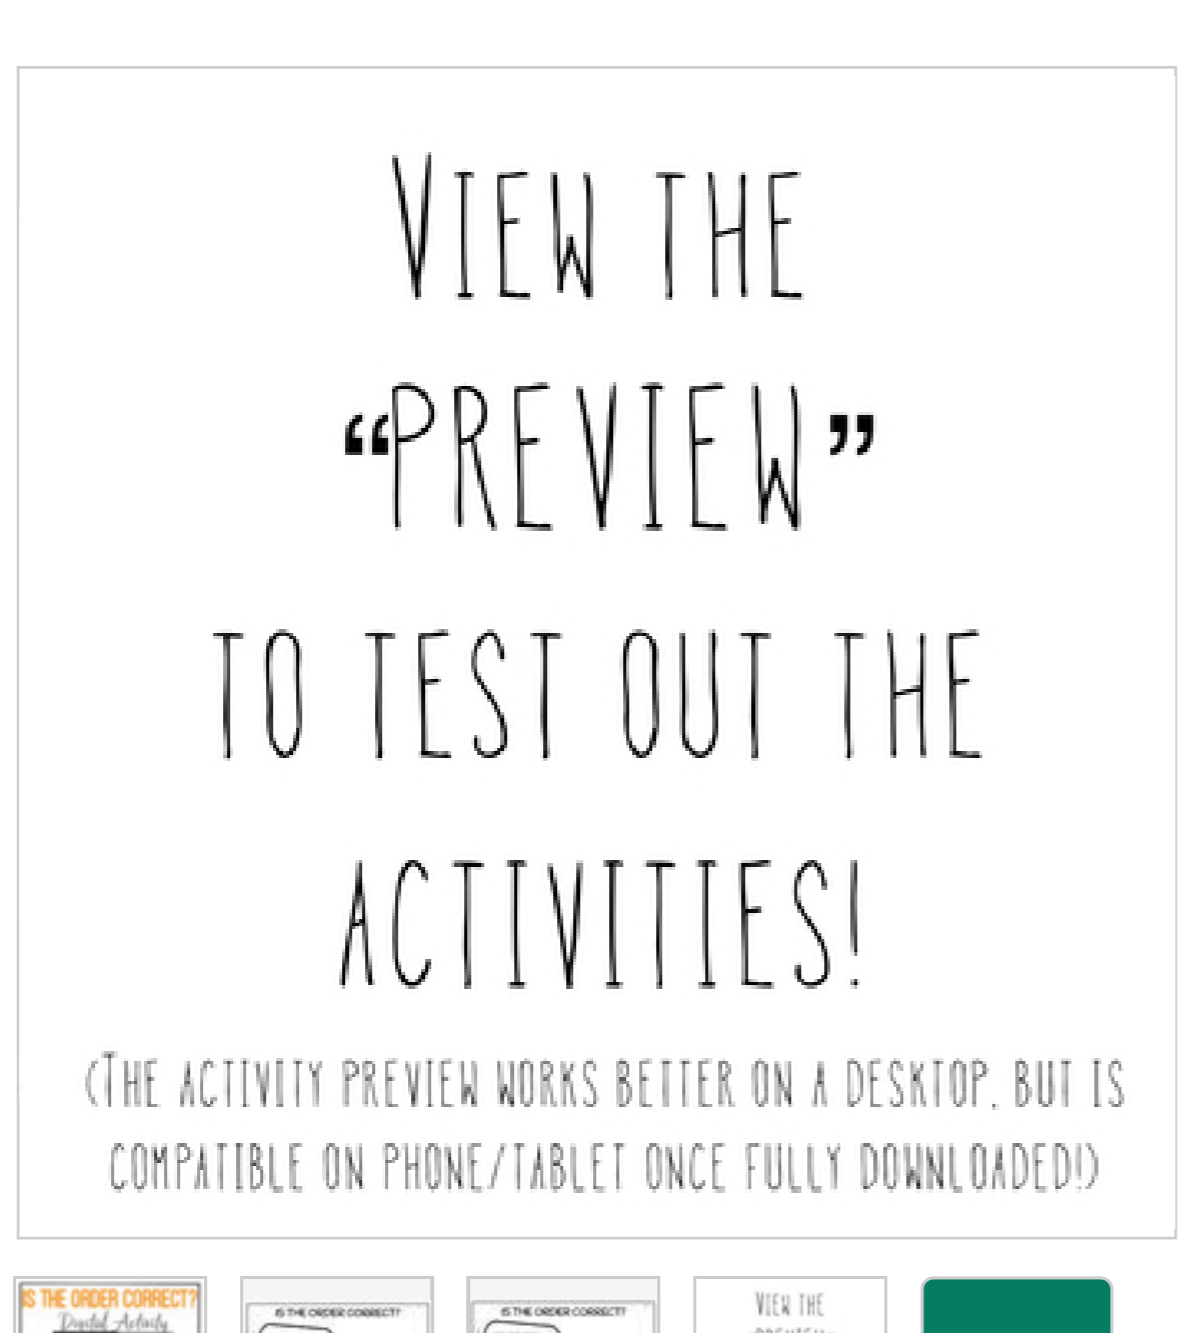 VIEW THE
“PREVIEW”
TO TEST OUT THE
ACTIVITIES!
(THE ACTIVITY PREVIEW WORKS BETTER ON A DESKTOP, BUT IS
COMPATIBLE ON PHONE/TABLET ONCE FULLY DOWNLOADED!)
IS THE ORDER CORRECT?
Digital Activity
IS THE ORDER CORRECT?
IS THE ORDER CORRECT?
VIEW THE
“PREVIEW”